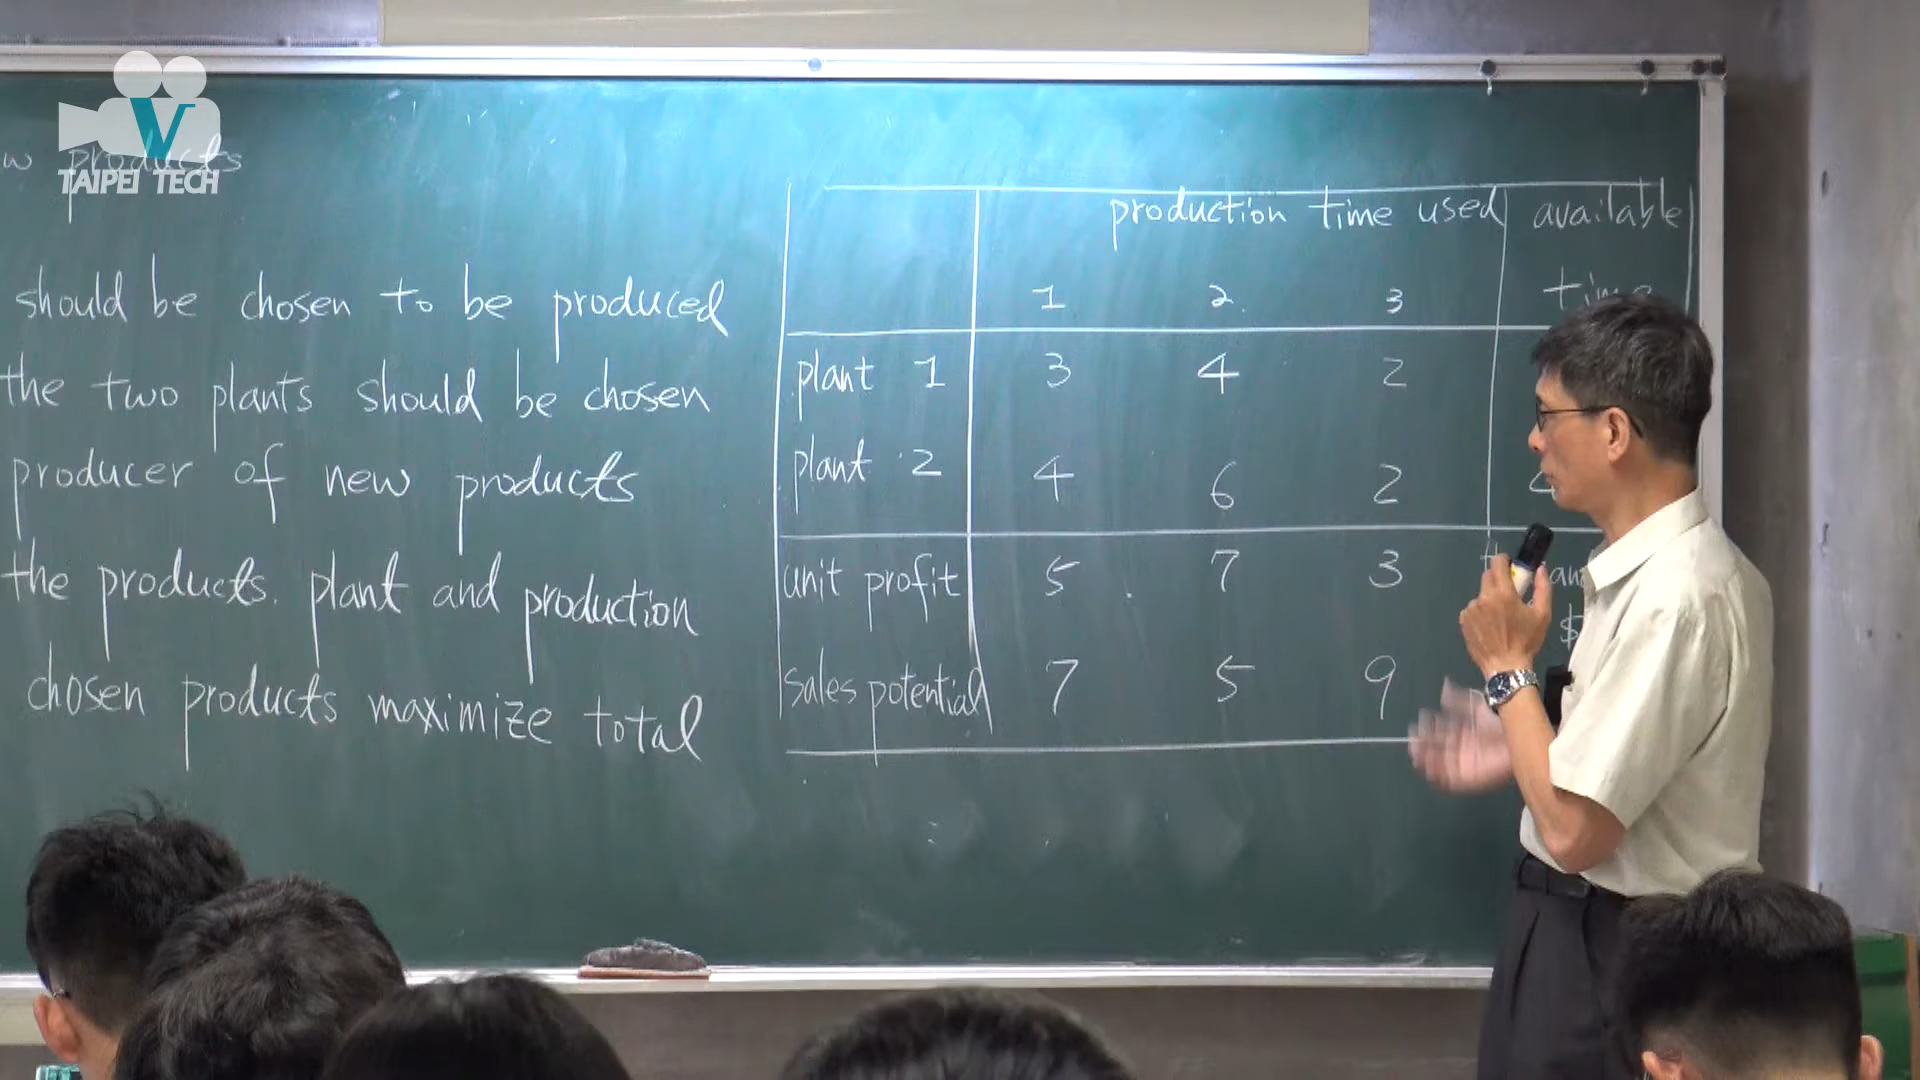 V
TAIPEI TECH
w products
should be chosen to be produced
the two plants should be chosen
producer of new products
the products. plant and production
chosen products maximize total
production time used available
1 2 3 time
plant 1 3 4 2
plant 2 4 6 2 4
unit profit 5 7 3
$
sales potential 7 5 9